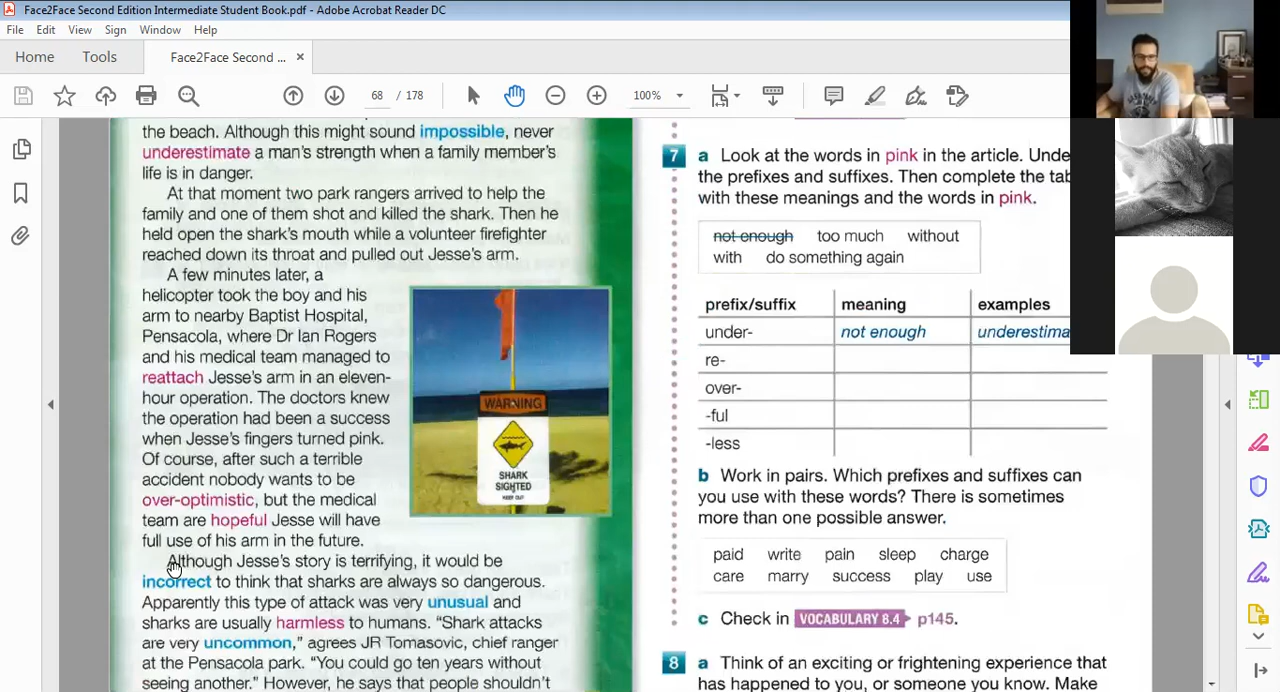 Face2Face Second Edition Intermediate Student Book.pdf - Adobe Acrobat Reader DC
File Edit View Sign Window Help
Home Tools Face2Face Second ... ×
68 / 178 100%
the beach. Although this might sound impossible, never
underestimate a man's strength when a family member's
life is in danger.
At that moment two park rangers arrived to help the
family and one of them shot and killed the shark. Then he
held open the shark's mouth while a volunteer firefighter
reached down its throat and pulled out Jesse's arm.
A few minutes later, a
helicopter took the boy and his
arm to nearby Baptist Hospital,
Pensacola, where Dr Ian Rogers
and his medical team managed to
reattach Jesse's arm in an eleven-
hour operation. The doctors knew
the operation had been a success
when Jesse's fingers turned pink.
Of course, after such a terrible
accident nobody wants to be
over-optimistic, but the medical
team are hopeful Jesse will have
full use of his arm in the future.
Although Jesse's story is terrifying, it would be
incorrect to think that sharks are always so dangerous.
Apparently this type of attack was very unusual and
sharks are usually harmless to humans. "Shark attacks
are very uncommon," agrees JR Tomasovic, chief ranger
at the Pensacola park. "You could go ten years without
seeing another." However, he says that people shouldn't
WARNING
SHARK
SIGHTED
KEEP OUT
7 a Look at the words in pink in the article. Unde
the prefixes and suffixes. Then complete the tab
with these meanings and the words in pink.
not enough too much without
with do something again
prefix/suffix meaning examples
under- not enough underestima
re-
over-
-ful
-less
b Work in pairs. Which prefixes and suffixes can
you use with these words? There is sometimes
more than one possible answer.
paid write pain sleep charge
care marry success play use
c Check in VOCABULARY 8.4 p145.
8 a Think of an exciting or frightening experience that
has happened to you, or someone you know. Make